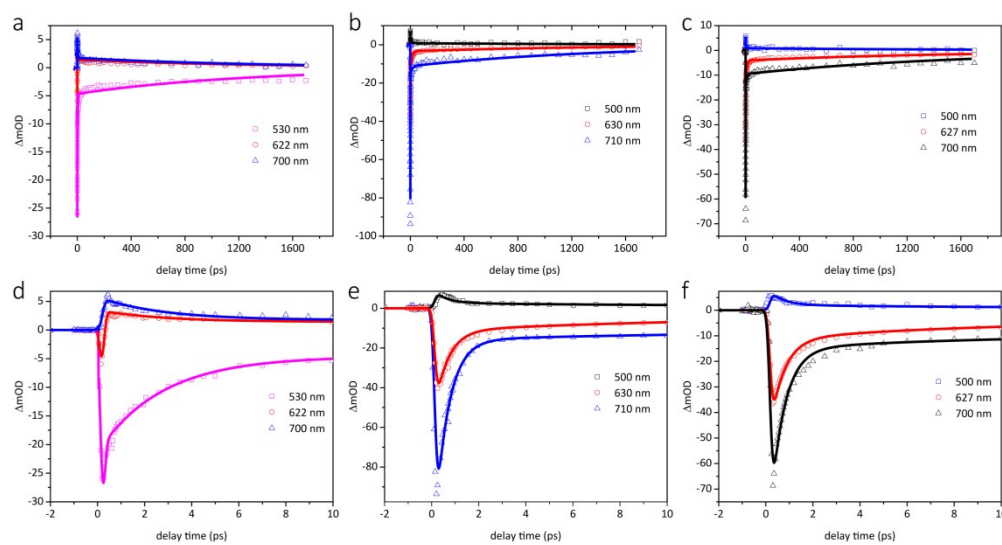 a
5
0
-5
-10
-15
-20
-25
-30
ΔmOD
530 nm
622 nm
700 nm
0 400 800 1200 1600
delay time (ps)
b
0
-20
-40
-60
-80
-100
ΔmOD
500 nm
630 nm
710 nm
0 400 800 1200 1600
delay time (ps)
c
10
0
-10
-20
-30
-40
-50
-60
-70
ΔmOD
500 nm
627 nm
700 nm
0 400 800 1200 1600
delay time (ps)
d
5
0
-5
-10
-15
-20
-25
-30
ΔmOD
530 nm
622 nm
700 nm
-2 0 2 4 6 8 10
delay time (ps)
e
0
-20
-40
-60
-80
ΔmOD
500 nm
630 nm
710 nm
-2 0 2 4 6 8 10
delay time (ps)
f
10
0
-10
-20
-30
-40
-50
-60
-70
ΔmOD
500 nm
627 nm
700 nm
-2 0 2 4 6 8 10
delay time (ps)